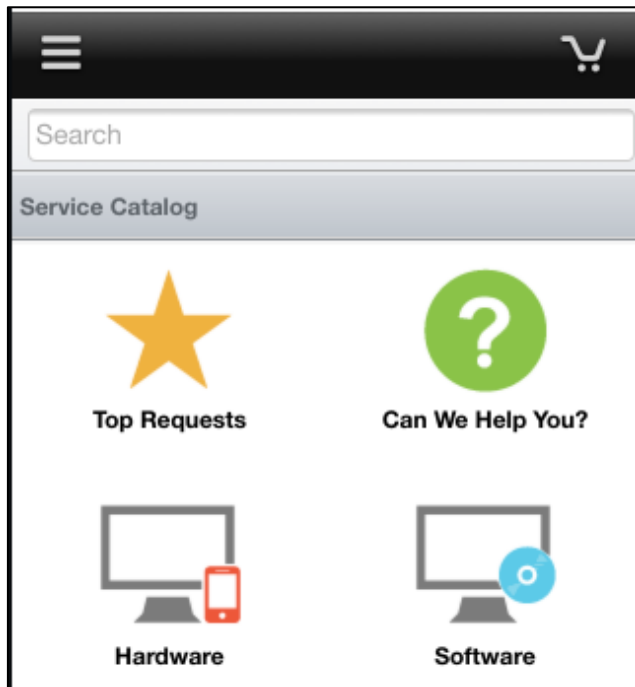 Search
Service Catalog
Top Requests
Can We Help You?
Hardware
Software